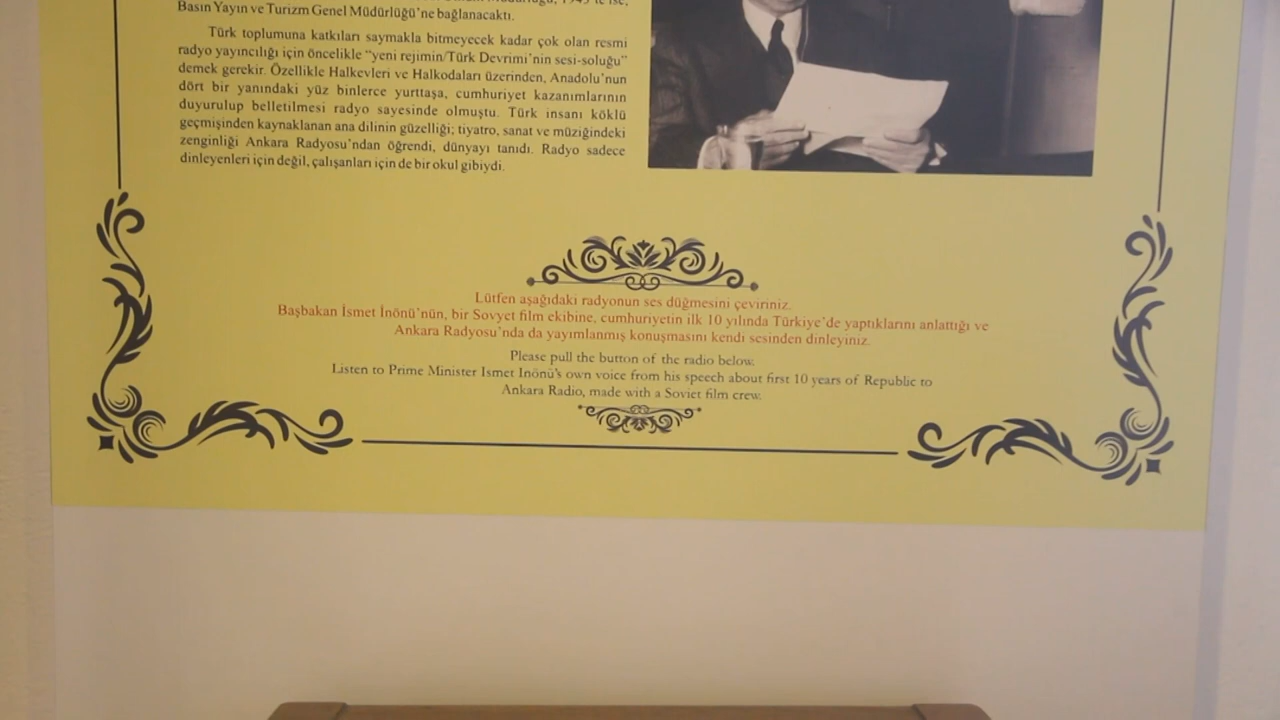 Basın Yayın ve Turizm Genel Müdürlüğü'ne bağlanacaktı.
Türk toplumuna katkıları saymakla bitmeyecek kadar çok olan resmi
radyo yayıncılığı için öncelikle “yeni rejimin/Türk Devrimi'nin sesi-soluğu”
demek gerekir. Özellikle Halkevleri ve Halkodaları üzerinden, Anadolu'nun
dört bir yanındaki yüz binlerce yurttaşa, cumhuriyet kazanımlarının
duyurulup belletilmesi radyo sayesinde olmuştu. Türk insanı köklü
geçmişinden kaynaklanan ana dilinin güzelliği; tiyatro, sanat ve müziğindeki
zenginliği Ankara Radyosu'ndan öğrendi, dünyayı tanıdı. Radyo sadece
dinleyenleri için değil, çalışanları için de bir okul gibiydi.
Lütfen aşağıdaki radyonun ses düğmesini çeviriniz.
Başbakan İsmet İnönü'nün, bir Sovyet film ekibine, cumhuriyetin ilk 10 yılında Türkiye'de yaptıklarını anlattığı ve
Ankara Radyosu'nda da yayımlanmış konuşmasını kendi sesinden dinleyiniz.
Please pull the button of the radio below.
Listen to Prime Minister Ismet Inönü's own voice from his speech about first 10 years of Republic to
Ankara Radio, made with a Soviet film crew.